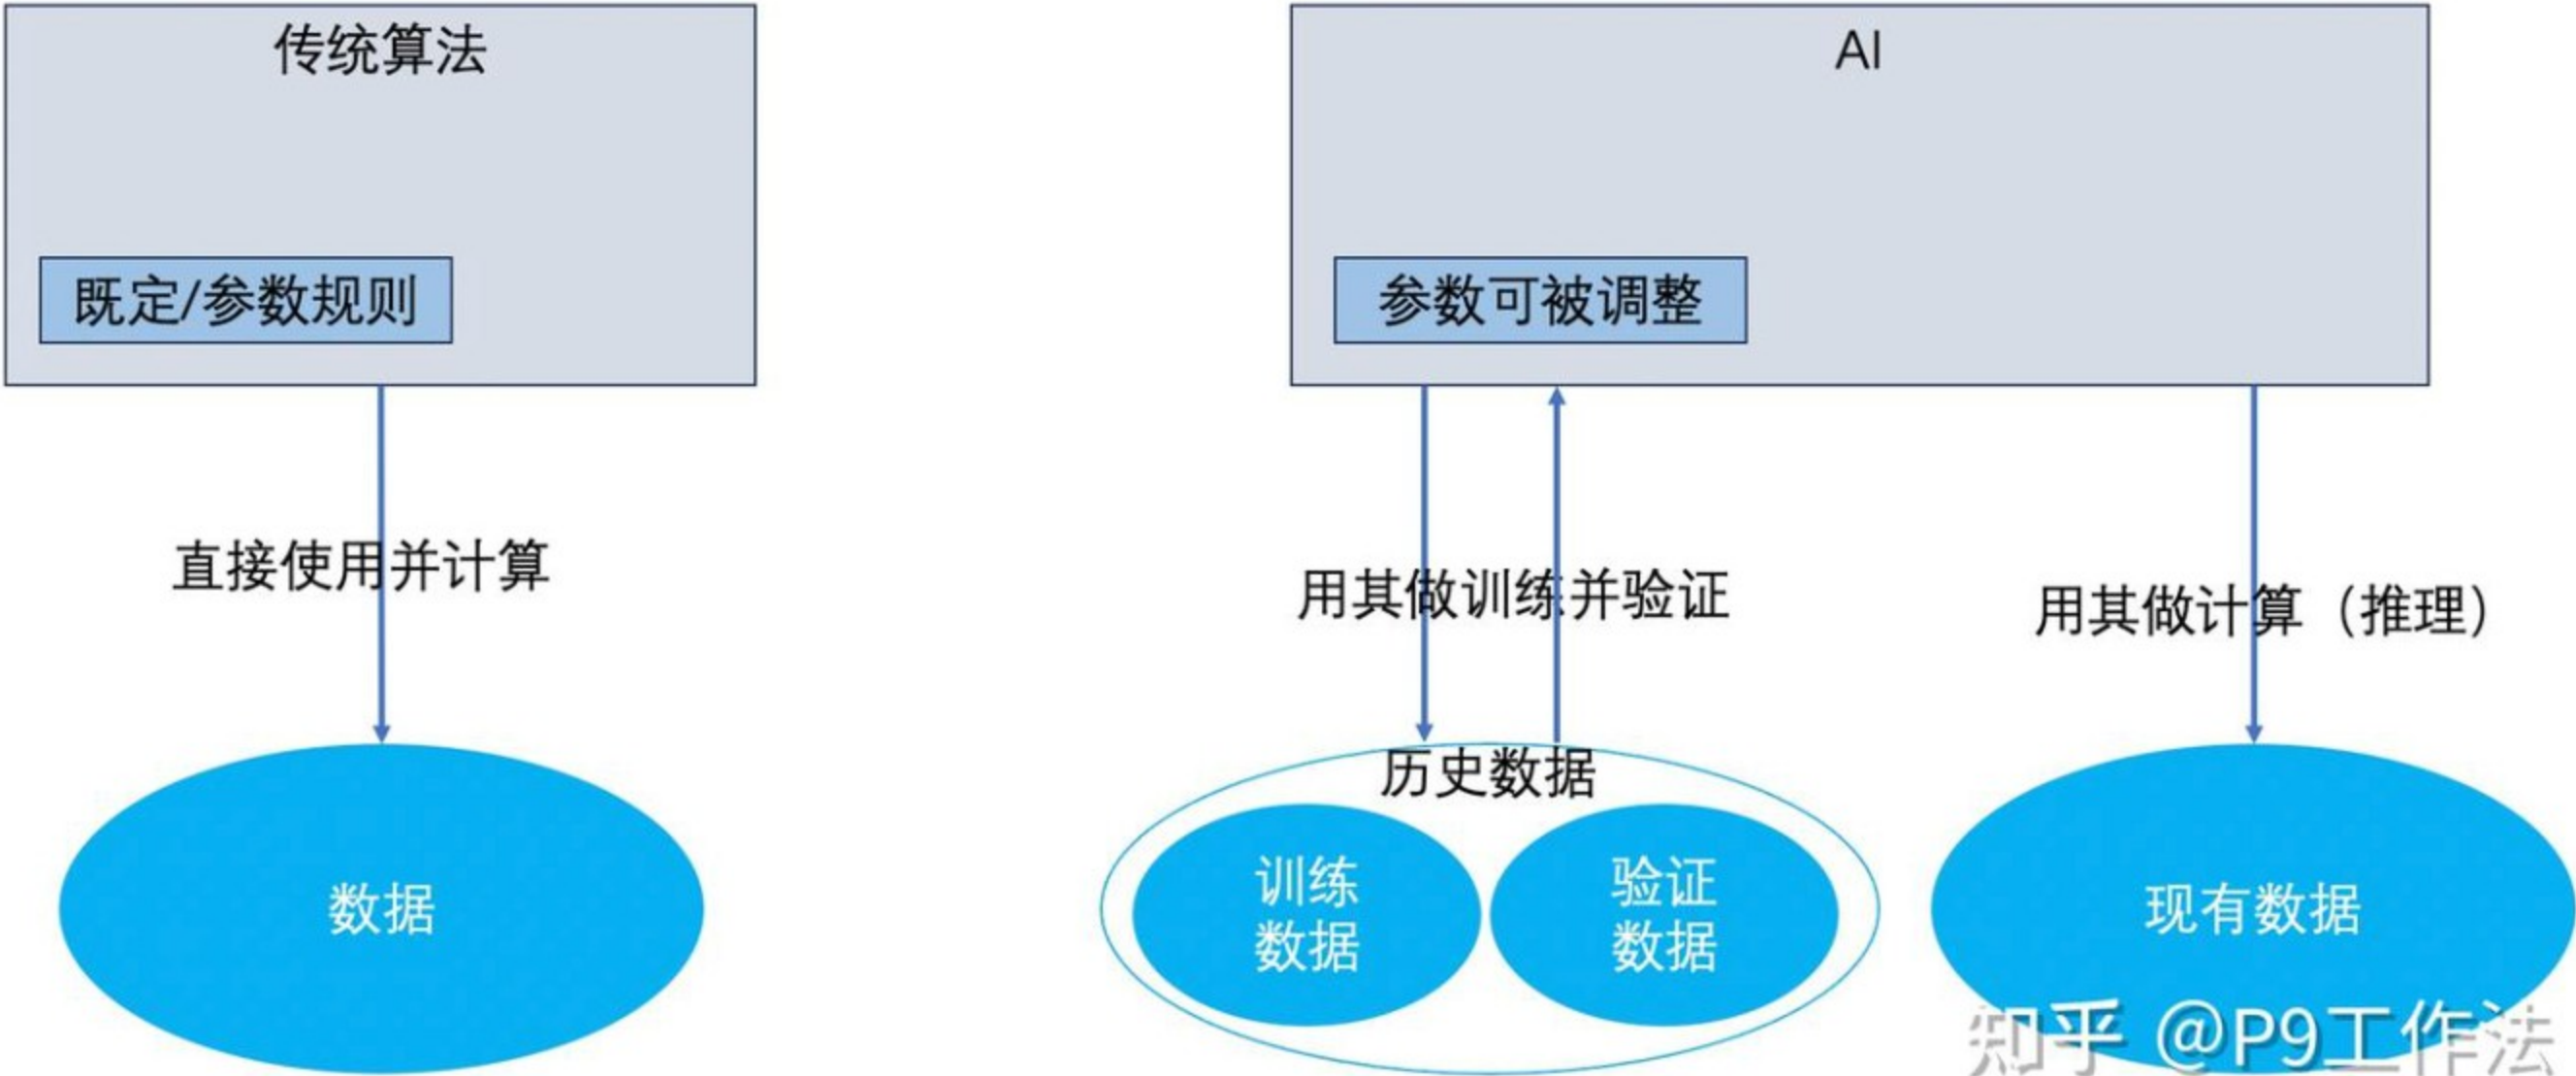 传统算法
既定/参数规则
直接使用并计算
数据
AI
参数可被调整
用其做训练并验证
用其做计算（推理）
历史数据
训练
数据
验证
数据
现有数据
知乎 @P9工作法